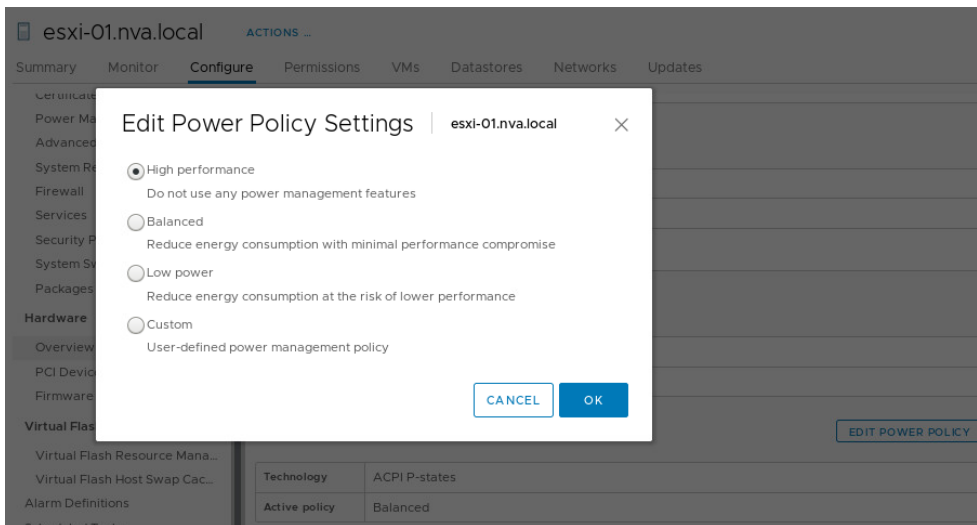 esxi-01.nva.local ACTIONS ...
Summary Monitor Configure Permissions VMs Datastores Networks Updates
Power Ma
Advanced
System Re
Firewall
Services
Security P
System Sw
Packages
Hardware
Overview
PCI Device
Firmware
Virtual Flas
Virtual Flash Resource Mana...
Virtual Flash Host Swap Cac...
Alarm Definitions
Edit Power Policy Settings esxi-01.nva.local
High performance
Do not use any power management features
Balanced
Reduce energy consumption with minimal performance compromise
Low power
Reduce energy consumption at the risk of lower performance
Custom
User-defined power management policy
CANCEL OK
EDIT POWER POLICY
Technology ACPI P-states
Active policy Balanced